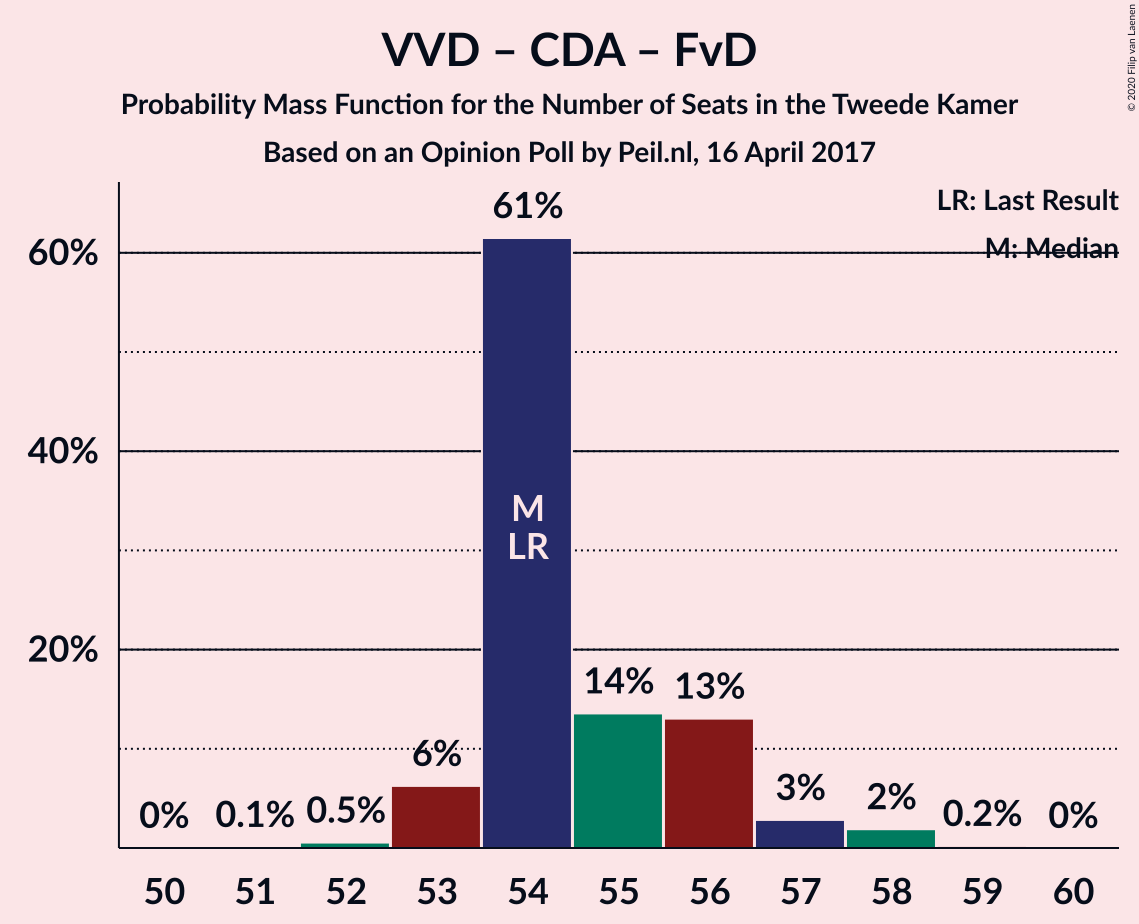 © 2020 Filip van Laenen
VVD – CDA – FvD
Probability Mass Function for the Number of Seats in the Tweede Kamer
Based on an Opinion Poll by Peil.nl, 16 April 2017
LR: Last Result
M: Median
60%
40%
20%
0%
0.1%
0.5%
6%
61%
14%
13%
3%
2%
0.2%
0%
M
LR
50 51 52 53 54 55 56 57 58 59 60